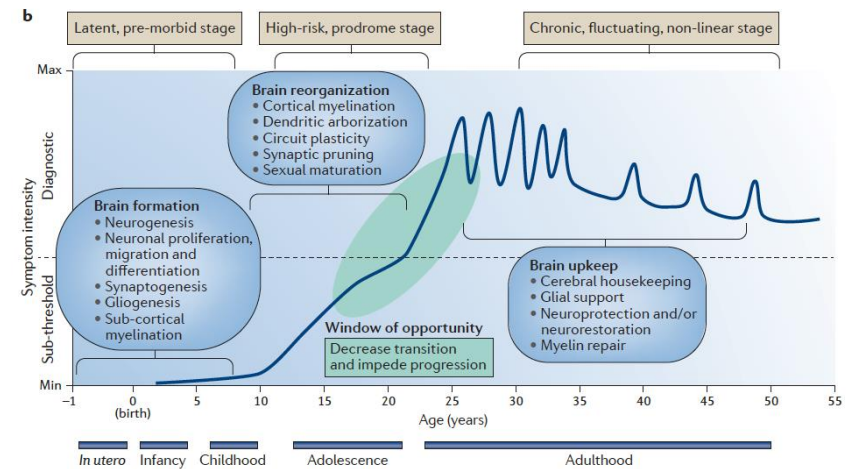 b
Latent, pre-morbid stage
High-risk, prodrome stage
Chronic, fluctuating, non-linear stage
Max
Diagnostic
Symptom intensity
Sub-threshold
Min
Brain reorganization
• Cortical myelination
• Dendritic arborization
• Circuit plasticity
• Synaptic pruning
• Sexual maturation
Brain formation
• Neurogenesis
• Neuronal proliferation,
migration and
differentiation
• Synaptogenesis
• Gliogenesis
• Sub-cortical
myelination
Brain upkeep
• Cerebral housekeeping
• Glial support
• Neuroprotection and/or
neurorestoration
• Myelin repair
Window of opportunity
Decrease transition
and impede progression
–1 0 5 10 15 20 25 30 35 40 45 50 55
(birth)
Age (years)
In utero Infancy Childhood Adolescence Adulthood